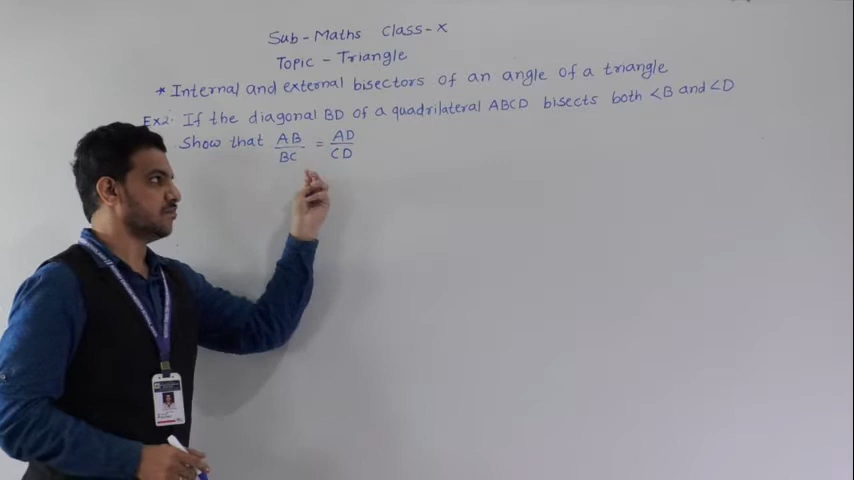 Sub - Maths Class - X
Topic - Triangle
* Internal and external bisectors of an angle of a triangle
Ex2. If the diagonal BD of a quadrilateral ABCD bisects both ∠B and ∠D
Show that AB/BC = AD/CD